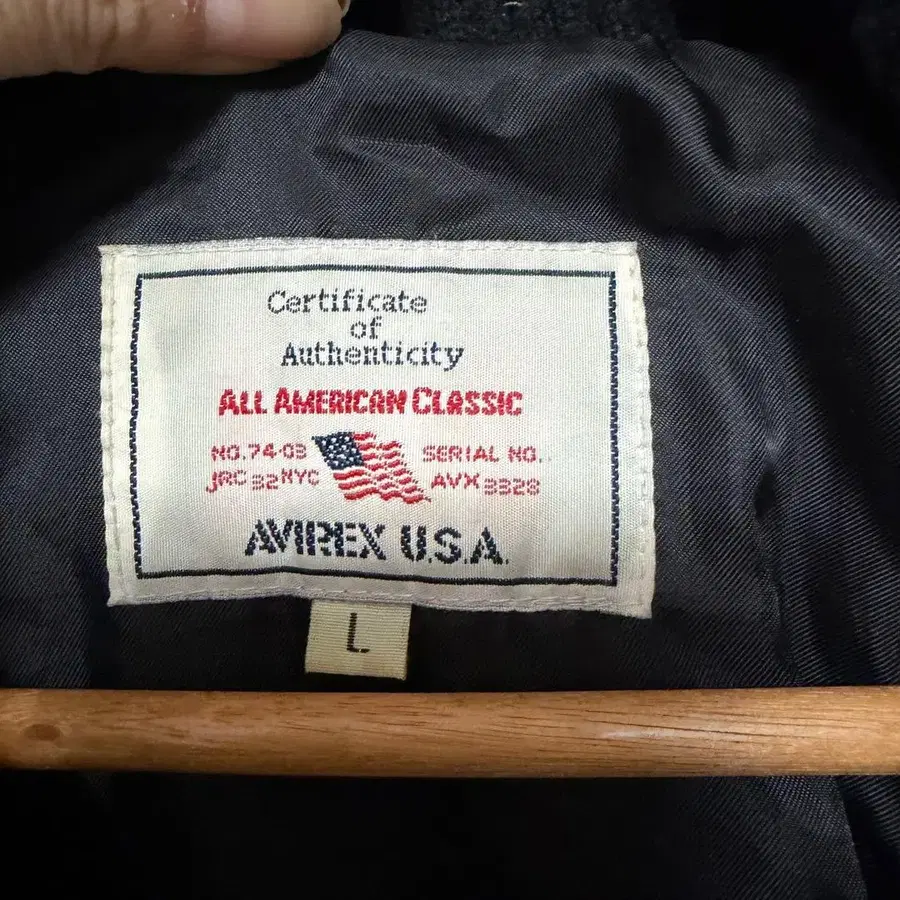 Certificate
of
Authenticity
ALL AMERICAN CLASSIC
NO.74-03 SERIAL NO.
JRC 32 NYC AVX 3328
AVIREX U.S.A.
L